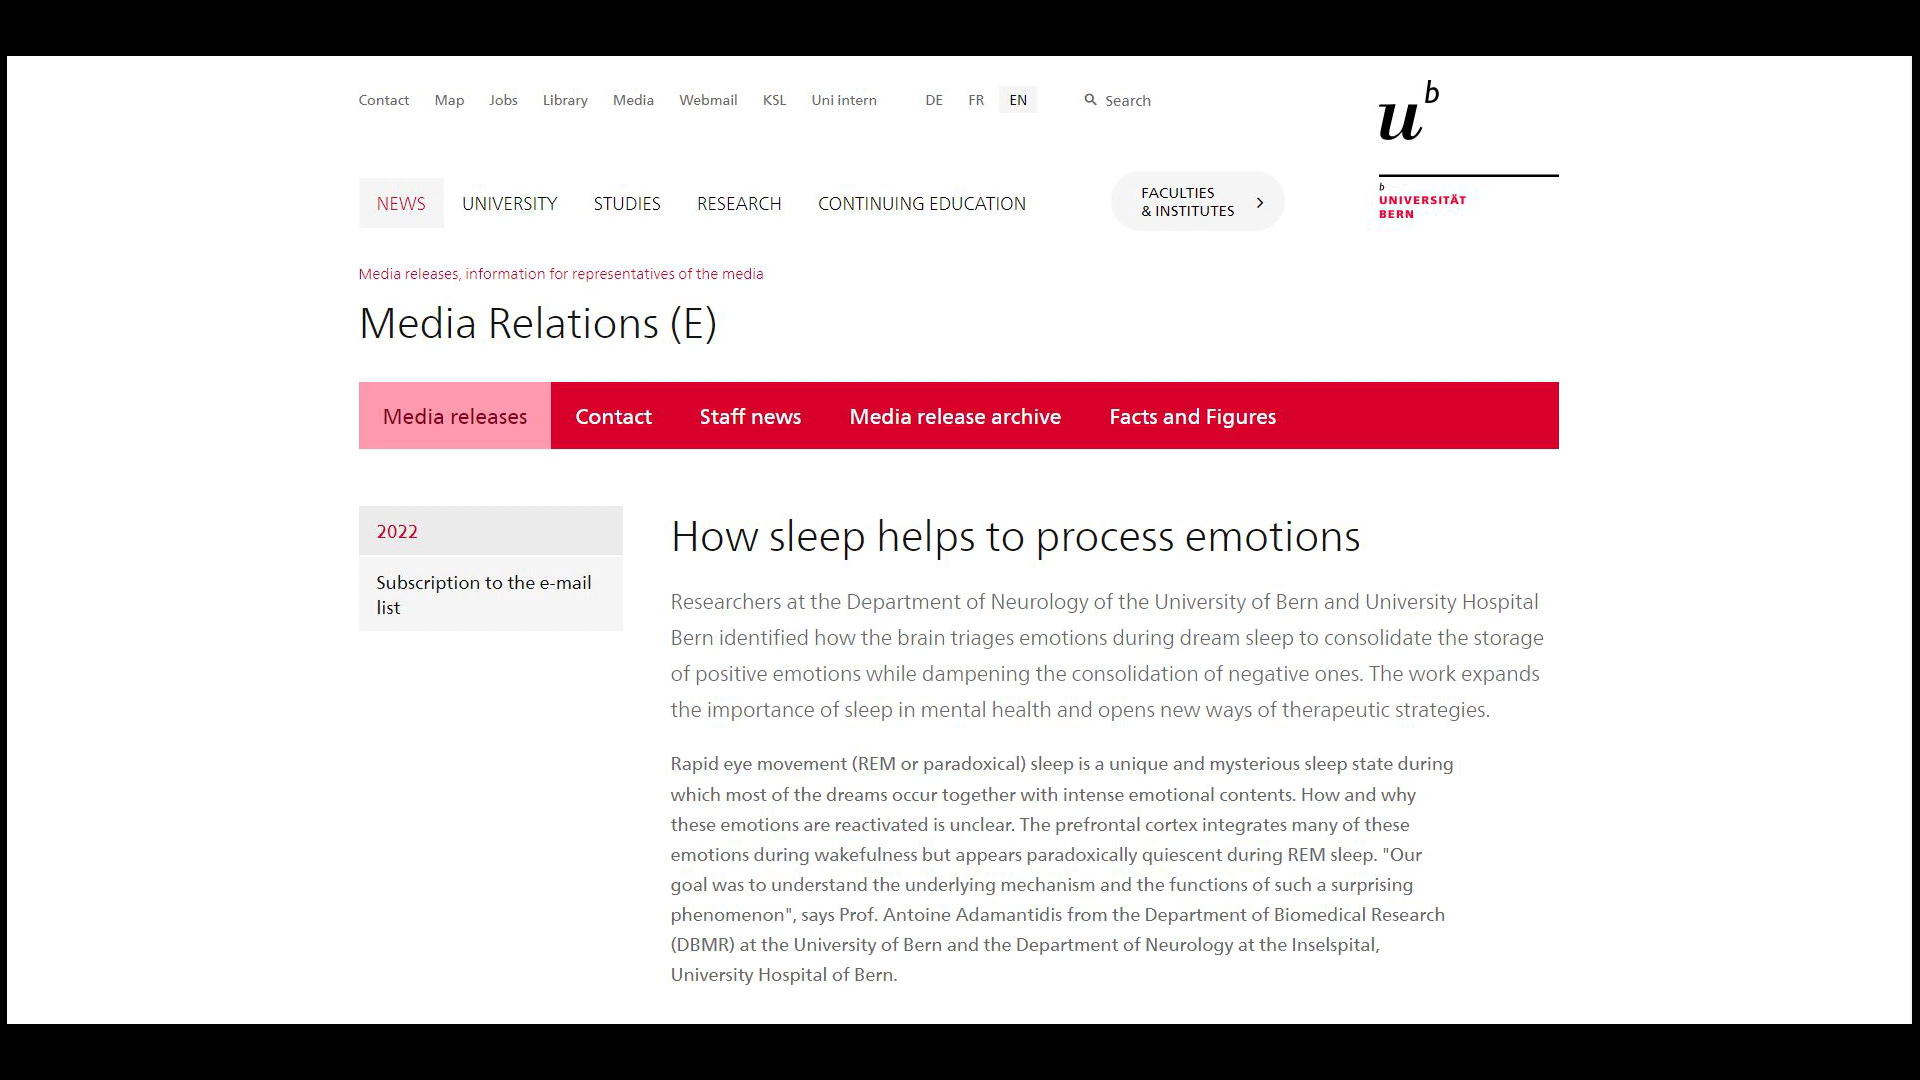 Contact Map Jobs Library Media Webmail KSL Uni intern DE FR EN Search
u b
NEWS UNIVERSITY STUDIES RESEARCH CONTINUING EDUCATION
FACULTIES
& INSTITUTES
b
UNIVERSITÄT
BERN
Media releases, information for representatives of the media
Media Relations (E)
Media releases Contact Staff news Media release archive Facts and Figures
2022
Subscription to the e-mail
list
How sleep helps to process emotions
Researchers at the Department of Neurology of the University of Bern and University Hospital
Bern identified how the brain triages emotions during dream sleep to consolidate the storage
of positive emotions while dampening the consolidation of negative ones. The work expands
the importance of sleep in mental health and opens new ways of therapeutic strategies.
Rapid eye movement (REM or paradoxical) sleep is a unique and mysterious sleep state during
which most of the dreams occur together with intense emotional contents. How and why
these emotions are reactivated is unclear. The prefrontal cortex integrates many of these
emotions during wakefulness but appears paradoxically quiescent during REM sleep. "Our
goal was to understand the underlying mechanism and the functions of such a surprising
phenomenon", says Prof. Antoine Adamantidis from the Department of Biomedical Research
(DBMR) at the University of Bern and the Department of Neurology at the Inselspital,
University Hospital of Bern.